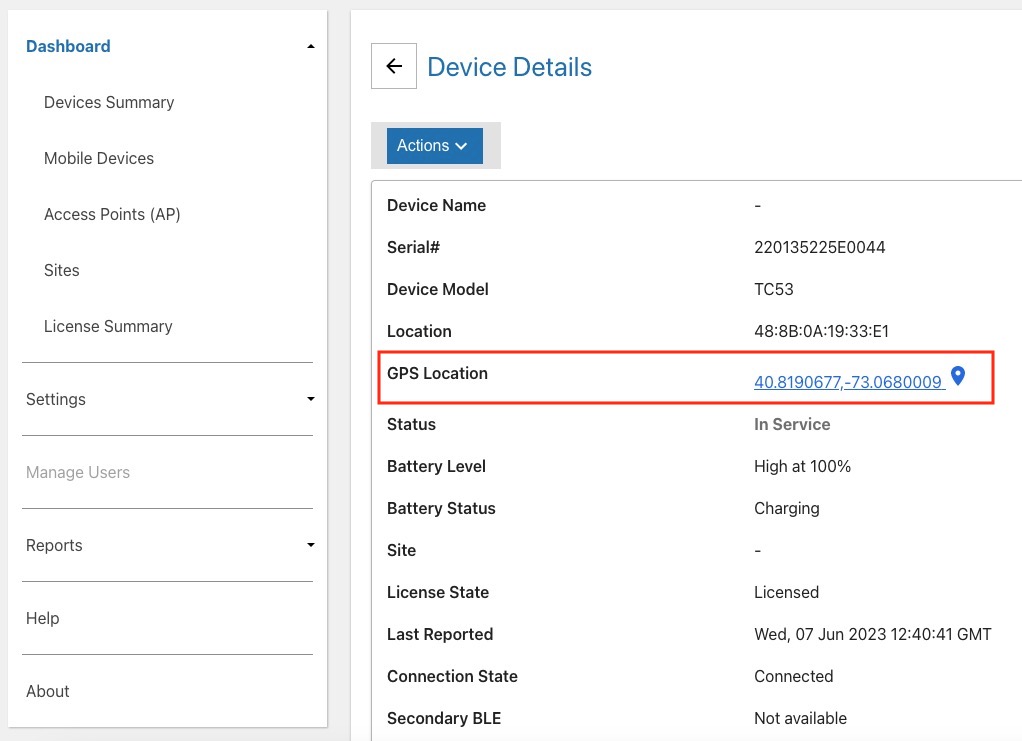 Dashboard
Devices Summary
Mobile Devices
Access Points (AP)
Sites
License Summary
Settings
Manage Users
Reports
Help
About
Device Details
Actions
Device Name -
Serial# 220135225E0044
Device Model TC53
Location 48:8B:0A:19:33:E1
GPS Location 40.8190677,-73.0680009
Status In Service
Battery Level High at 100%
Battery Status Charging
Site -
License State Licensed
Last Reported Wed, 07 Jun 2023 12:40:41 GMT
Connection State Connected
Secondary BLE Not available